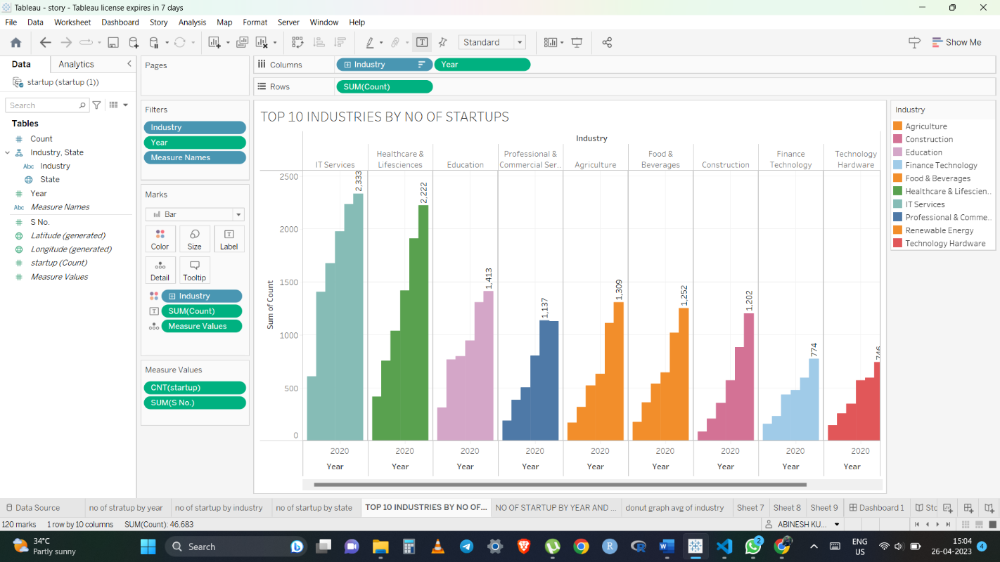 Tableau - story - Tableau license expires in 7 days
File Data Worksheet Dashboard Story Analysis Map Format Server Window Help
Standard
Show Me
Data Analytics
startup (startup (1))
Search
Tables
Count
Industry, State
Abc Industry
State
Year
Abc Measure Names
S No.
Latitude (generated)
Longitude (generated)
startup (Count)
Measure Values
Pages
Filters
Industry
Year
Measure Names
Marks
Bar
Color Size Label
Detail Tooltip
Industry
SUM(Count)
Measure Values
Measure Values
CNT(startup)
SUM(S No.)
Columns Industry Year
Rows SUM(Count)
TOP 10 INDUSTRIES BY NO OF STARTUPS
Industry
IT Services
Healthcare &
Lifesciences
Education
Professional &
Commercial Ser..
Agriculture
Food &
Beverages
Construction
Finance
Technology
Technology
Hardware
Sum of Count
2500
2000
1500
1000
500
0
2,333
2,222
1,413
1,137
1,309
1,252
1,202
774
746
2020 2020 2020 2020 2020 2020 2020 2020 2020
Year Year Year Year Year Year Year Year Year
Industry
Agriculture
Construction
Education
Finance Technology
Food & Beverages
Healthcare & Lifescien..
IT Services
Professional & Comme..
Renewable Energy
Technology Hardware
Data Source no of stratup by year no of startup by industry no of startup by state TOP 10 INDUSTRIES BY NO OF... NO OF STARTUP BY YEAR AND ... donut graph avg of industry Sheet 7 Sheet 8 Sheet 9 Dashboard 1 Stc
120 marks 1 row by 10 columns SUM(Count): 46.683
ABINESH KU...
34°C
Partly sunny
Search
2
ENG
US
15:04
26-04-2023
4